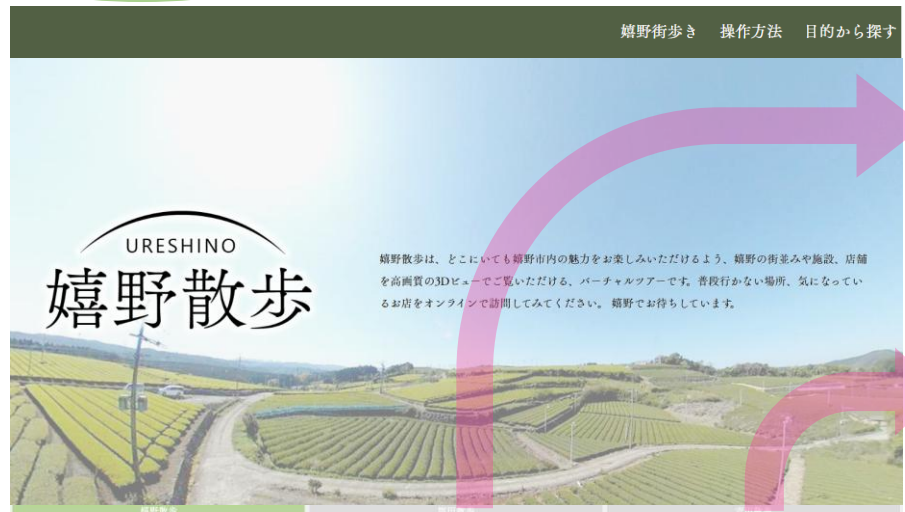 嬉野街歩き 操作方法 目的から探す
URESHINO
嬉野散歩
嬉野散歩は、どこにいても嬉野市内の魅力をお楽しみいただけるよう、嬉野の街並みや施設、店舗
を高画質の3Dビューでご覧いただける、バーチャルツアーです。普段行かない場所、気になってい
るお店をオンラインで訪問してみてください。 嬉野でお待ちしています。